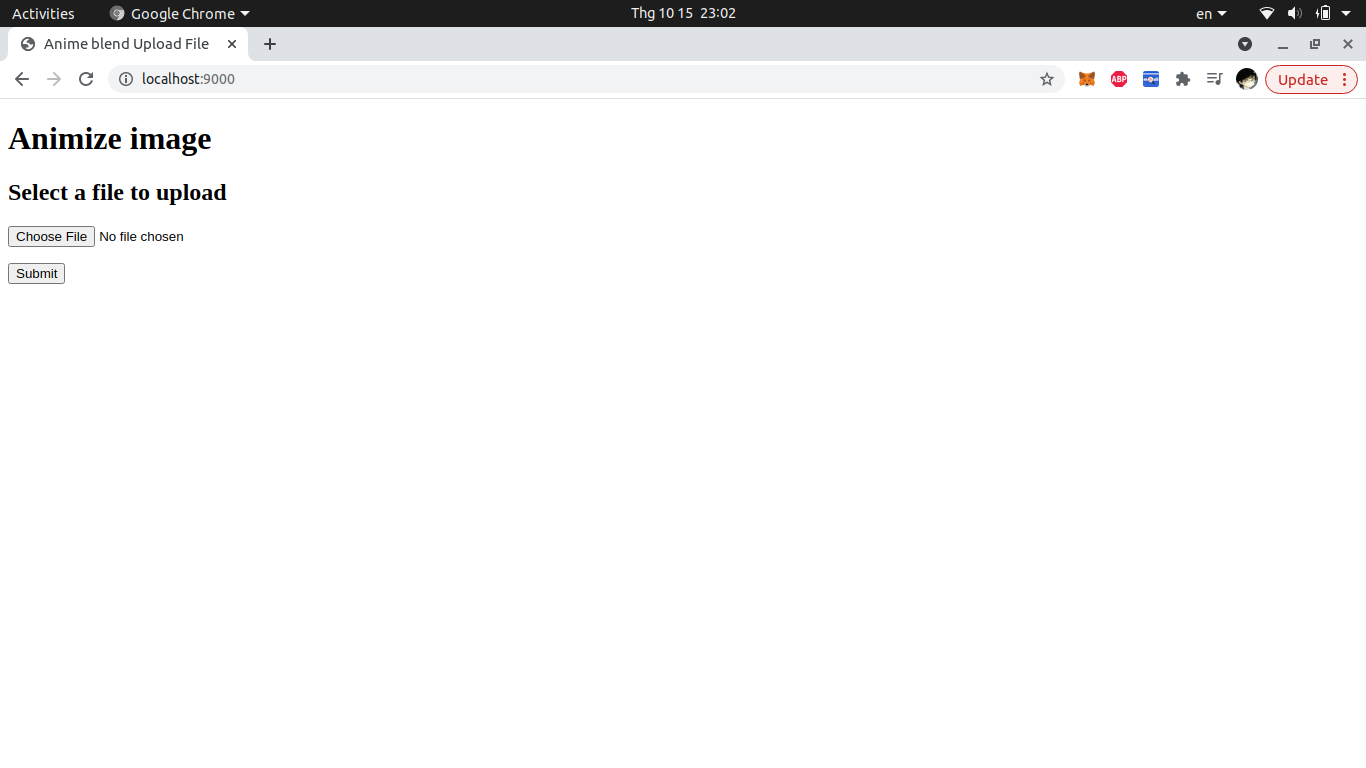 Activities Google Chrome Thg 10 15 23:02 en
Anime blend Upload File
localhost:9000 ABP Update
Animize image
Select a file to upload
Choose File No file chosen
Submit